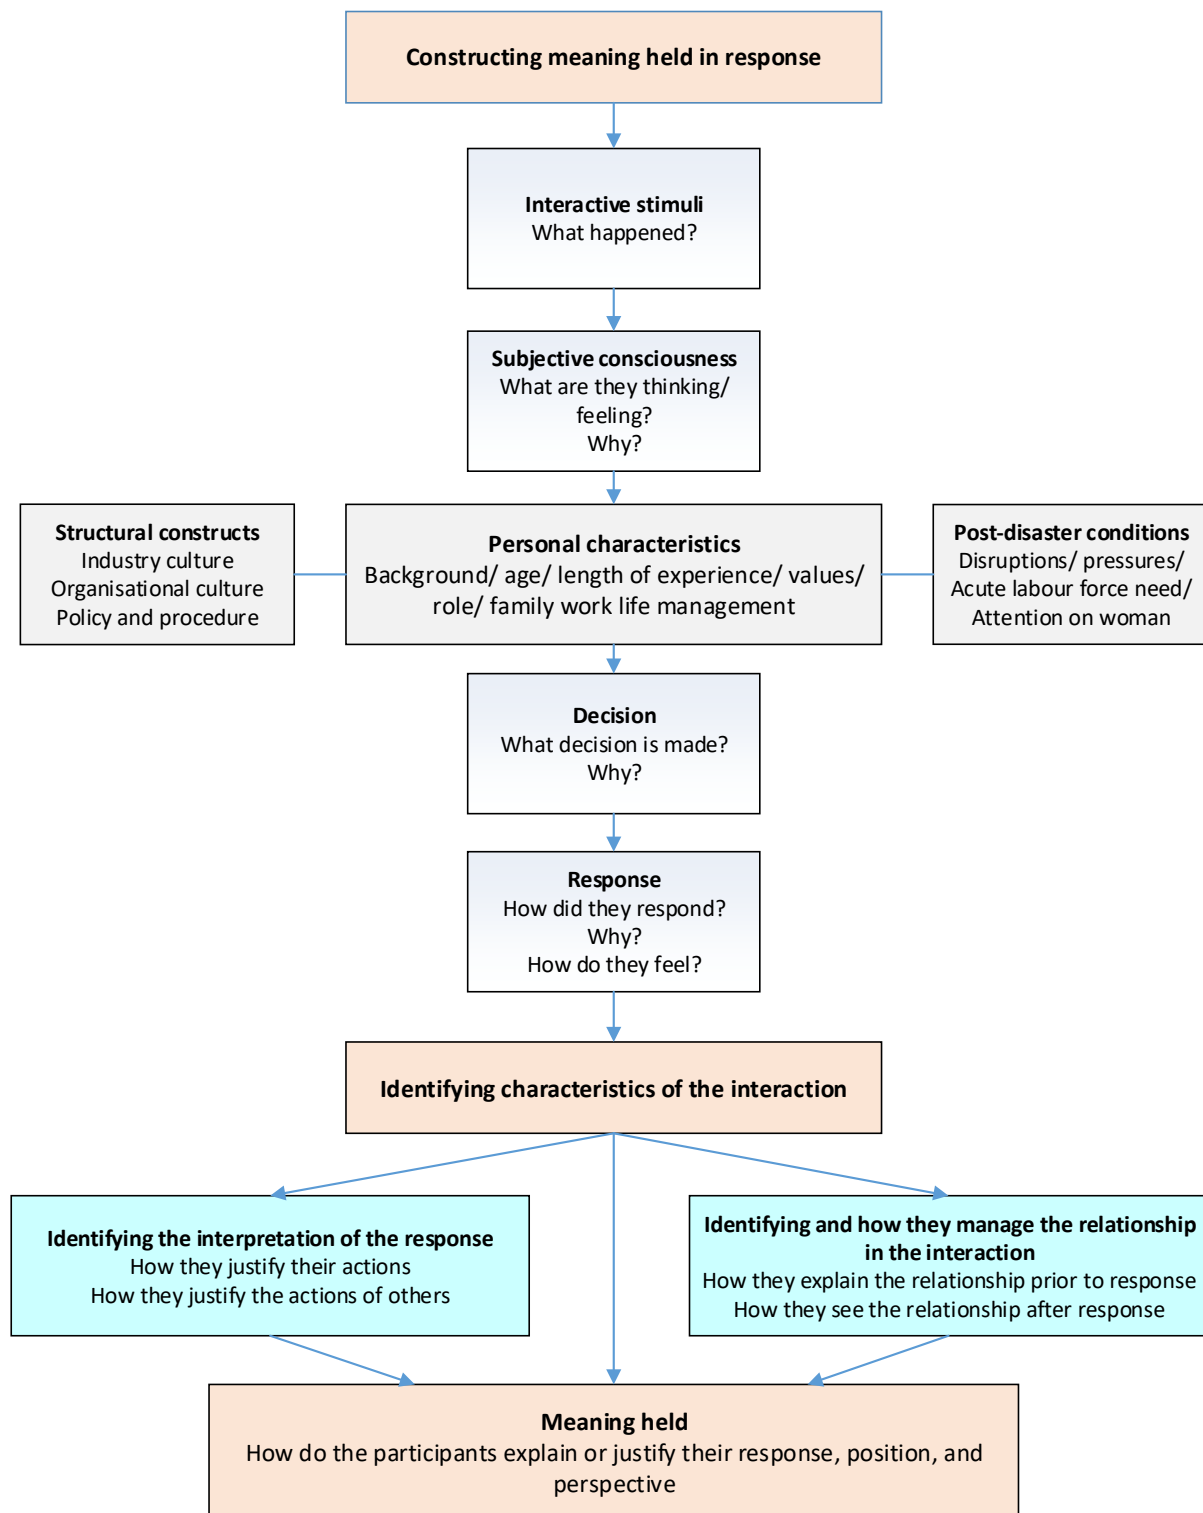 Constructing meaning held in response
Interactive stimuli
What happened?
Subjective consciousness
What are they thinking/
feeling?
Why?
Structural constructs
Industry culture
Organisational culture
Policy and procedure
Personal characteristics
Background/ age/ length of experience/ values/
role/ family work life management
Post-disaster conditions
Disruptions/ pressures/
Acute labour force need/
Attention on woman
Decision
What decision is made?
Why?
Response
How did they respond?
Why?
How do they feel?
Identifying characteristics of the interaction
Identifying the interpretation of the response
How they justify their actions
How they justify the actions of others
Identifying and how they manage the relationship
in the interaction
How they explain the relationship prior to response
How they see the relationship after response
Meaning held
How do the participants explain or justify their response, position, and
perspective